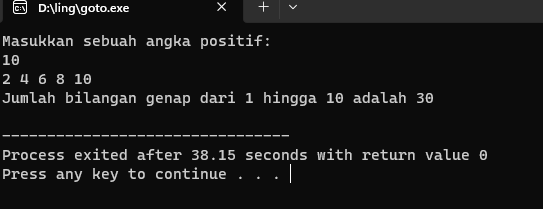 D:\ling\goto.exe
Masukkan sebuah angka positif:
10
2 4 6 8 10
Jumlah bilangan genap dari 1 hingga 10 adalah 30
--------------------------------
Process exited after 38.15 seconds with return value 0
Press any key to continue . . .